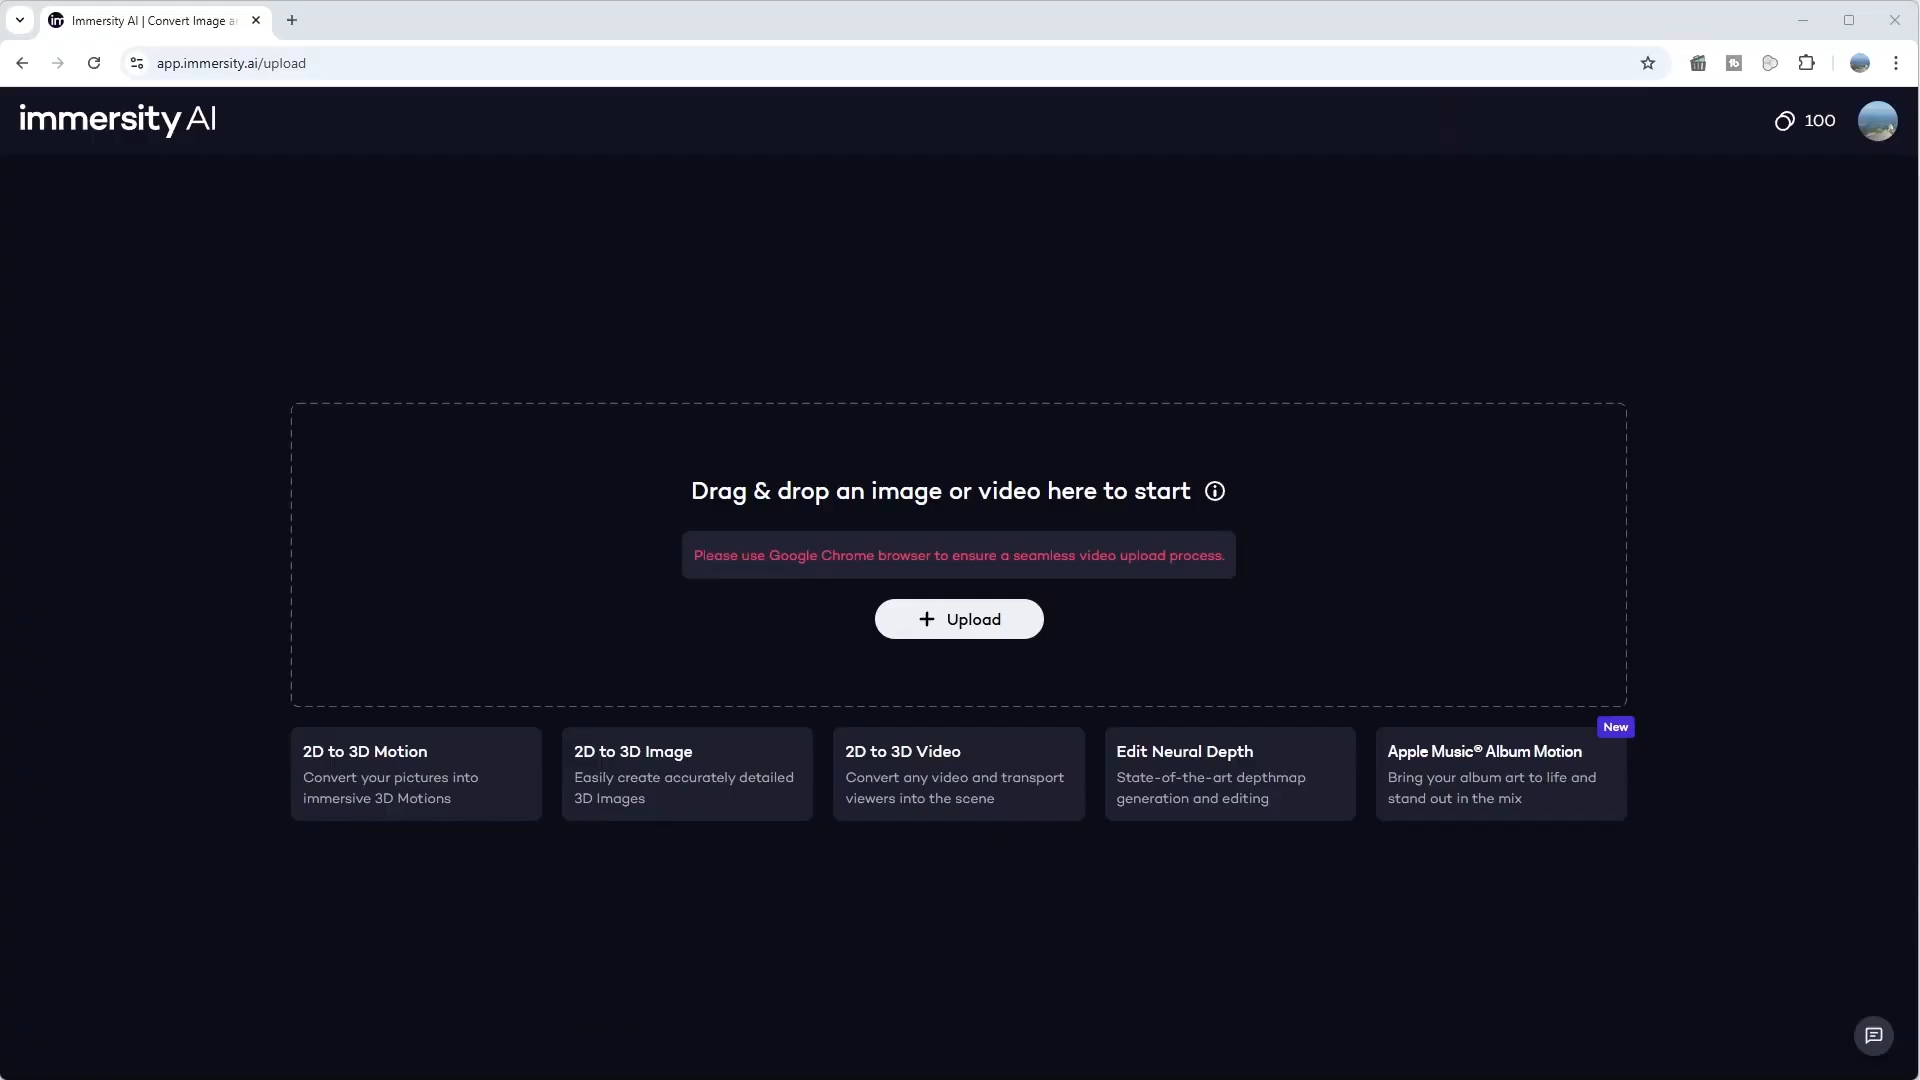 Immersity AI | Convert Image a
app.immersity.ai/upload
immersity AI
100
Drag & drop an image or video here to start
Please use Google Chrome browser to ensure a seamless video upload process.
+ Upload
New
2D to 3D Motion
Convert your pictures into
immersive 3D Motions
2D to 3D Image
Easily create accurately detailed
3D Images
2D to 3D Video
Convert any video and transport
viewers into the scene
Edit Neural Depth
State-of-the-art depthmap
generation and editing
Apple Music® Album Motion
Bring your album art to life and
stand out in the mix